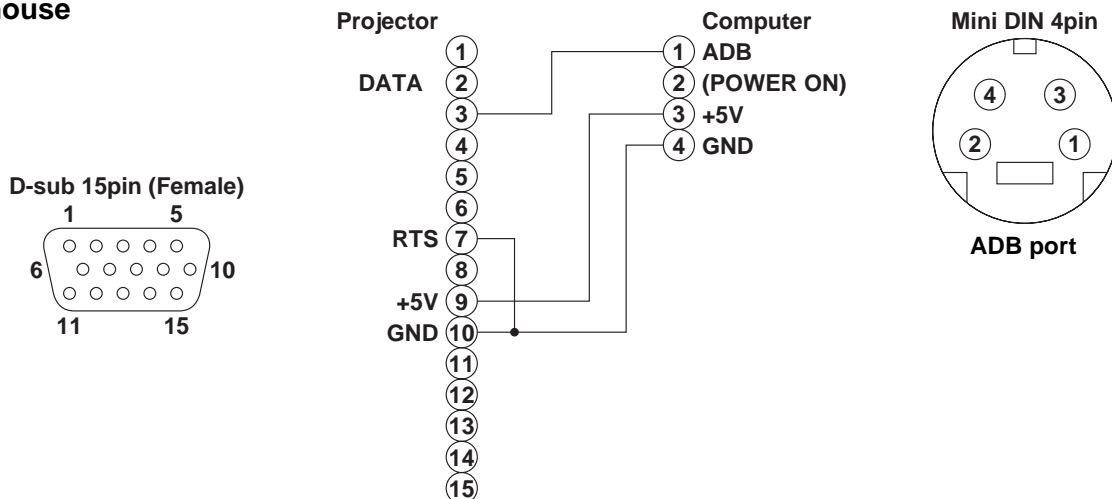 ouse
Projector
1
DATA 2
3
4
5
6
RTS 7
8
+5V 9
GND 10
11
12
13
14
15
Computer
1 ADB
2 (POWER ON)
3 +5V
4 GND
Mini DIN 4pin
4 3
2 1
ADB port
D-sub 15pin (Female)
1 5
6 10
11 15